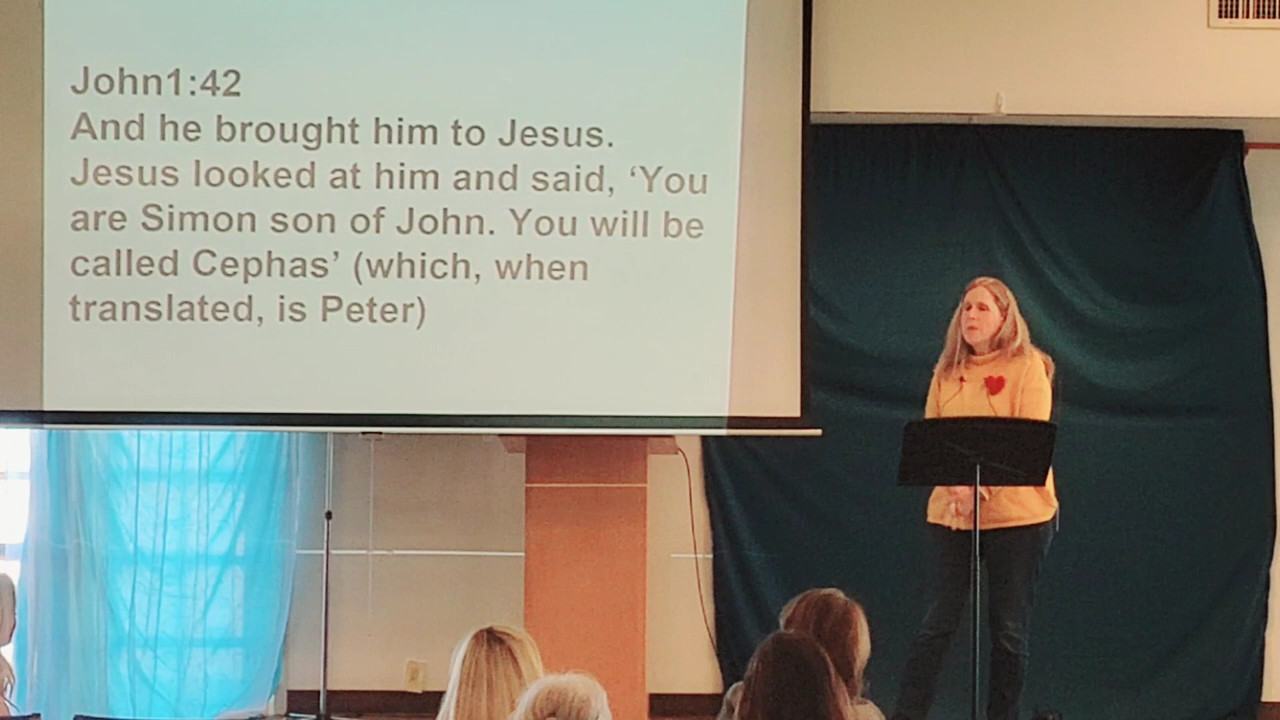 John1:42
And he brought him to Jesus.
Jesus looked at him and said, ‘You
are Simon son of John. You will be
called Cephas’ (which, when
translated, is Peter)